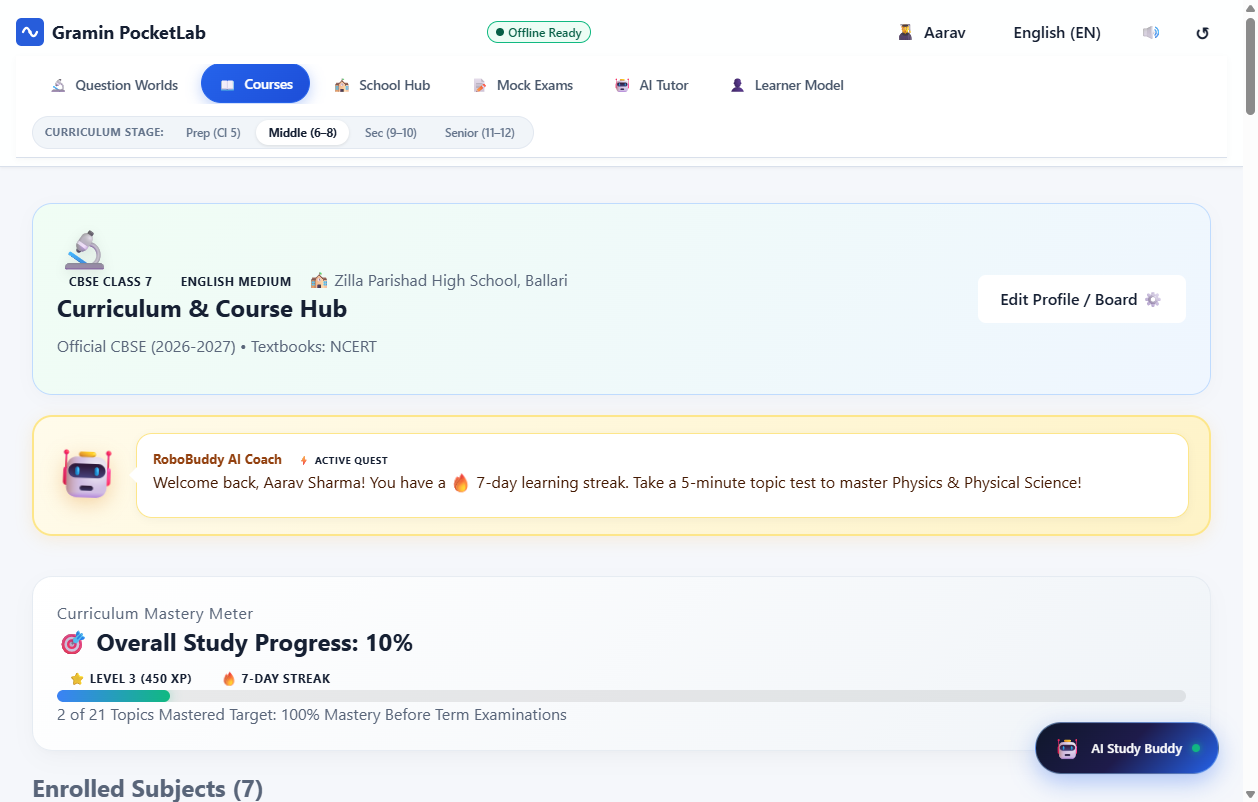 Gramin PocketLab
Offline Ready
Aarav
English (EN)
Question Worlds
Courses
School Hub
Mock Exams
AI Tutor
Learner Model
CURRICULUM STAGE:
Prep (Cl 5)
Middle (6–8)
Sec (9–10)
Senior (11–12)
CBSE CLASS 7
ENGLISH MEDIUM
Zilla Parishad High School, Ballari
Curriculum & Course Hub
Official CBSE (2026-2027) • Textbooks: NCERT
Edit Profile / Board
RoboBuddy AI Coach
ACTIVE QUEST
Welcome back, Aarav Sharma! You have a 🔥 7-day learning streak. Take a 5-minute topic test to master Physics & Physical Science!
Curriculum Mastery Meter
Overall Study Progress: 10%
LEVEL 3 (450 XP)
7-DAY STREAK
2 of 21 Topics Mastered Target: 100% Mastery Before Term Examinations
AI Study Buddy
Enrolled Subjects (7)